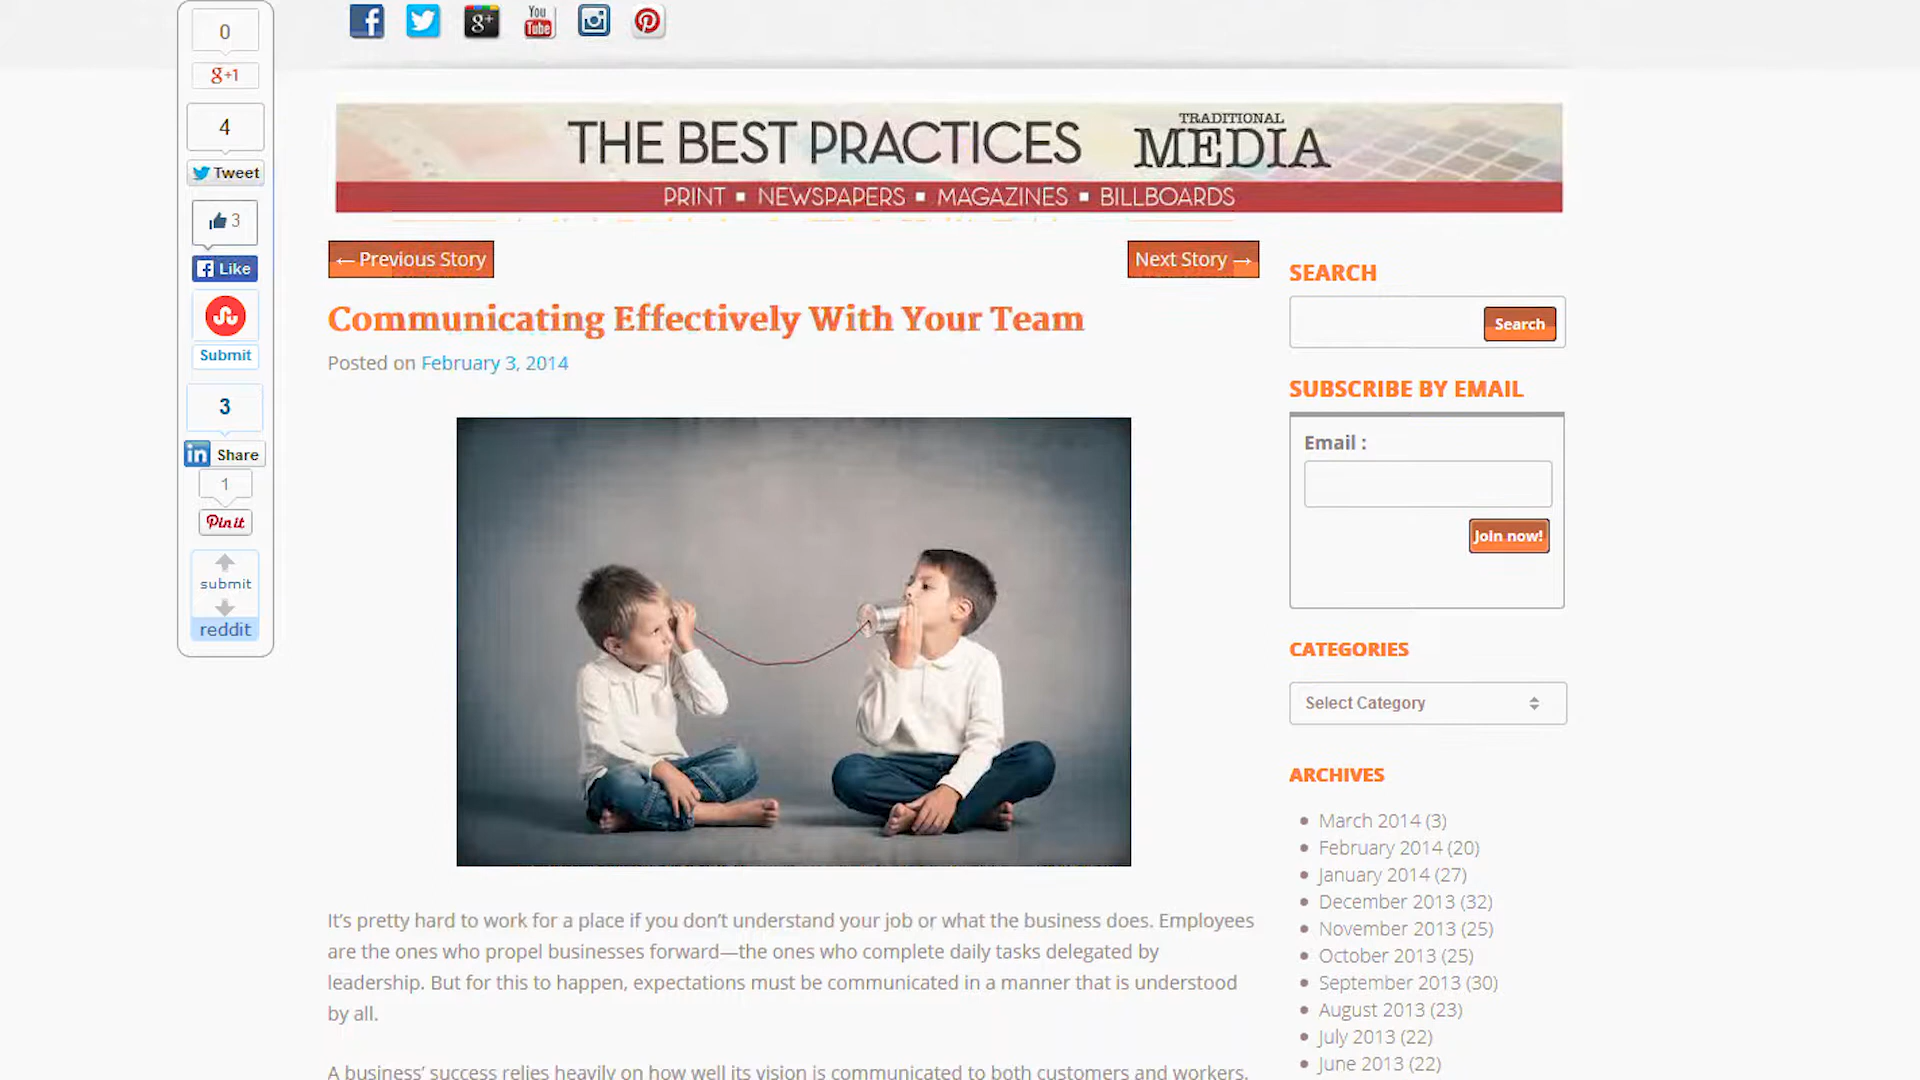 0
g+1
4
Tweet
3
Like
Submit
3
in Share
1
Pin it
submit
reddit
f
g+
You
Tube
THE BEST PRACTICES
TRADITIONAL
MEDIA
PRINT ▪ NEWSPAPERS ▪ MAGAZINES ▪ BILLBOARDS
← Previous Story
Next Story →
Communicating Effectively With Your Team
Posted on February 3, 2014
It’s pretty hard to work for a place if you don’t understand your job or what the business does. Employees
are the ones who propel businesses forward—the ones who complete daily tasks delegated by
leadership. But for this to happen, expectations must be communicated in a manner that is understood
by all.
A business’ success relies heavily on how well its vision is communicated to both customers and workers.
SEARCH
Search
SUBSCRIBE BY EMAIL
Email :
Join now!
CATEGORIES
Select Category
ARCHIVES
• March 2014 (3)
• February 2014 (20)
• January 2014 (27)
• December 2013 (32)
• November 2013 (25)
• October 2013 (25)
• September 2013 (30)
• August 2013 (23)
• July 2013 (22)
• June 2013 (22)